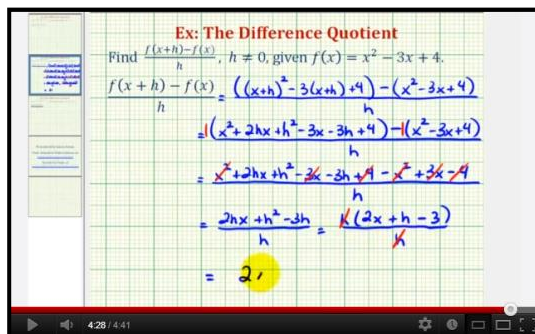 Ex: The Difference Quotient
Find f(x+h)−f(x)/h, h ≠ 0, given f(x) = x² − 3x + 4.
f(x + h) − f(x)/h = ((x+h)² - 3(x+h) + 4) - (x² - 3x + 4)/h
= 1(x² + 2hx + h² - 3x - 3h + 4) - 1(x² - 3x + 4)/h
= x² + 2hx + h² - 3x - 3h + 4 - x² + 3x - 4/h
= 2hx + h² - 3h/h = h(2x + h - 3)/h
= 2
4:28 / 4:41